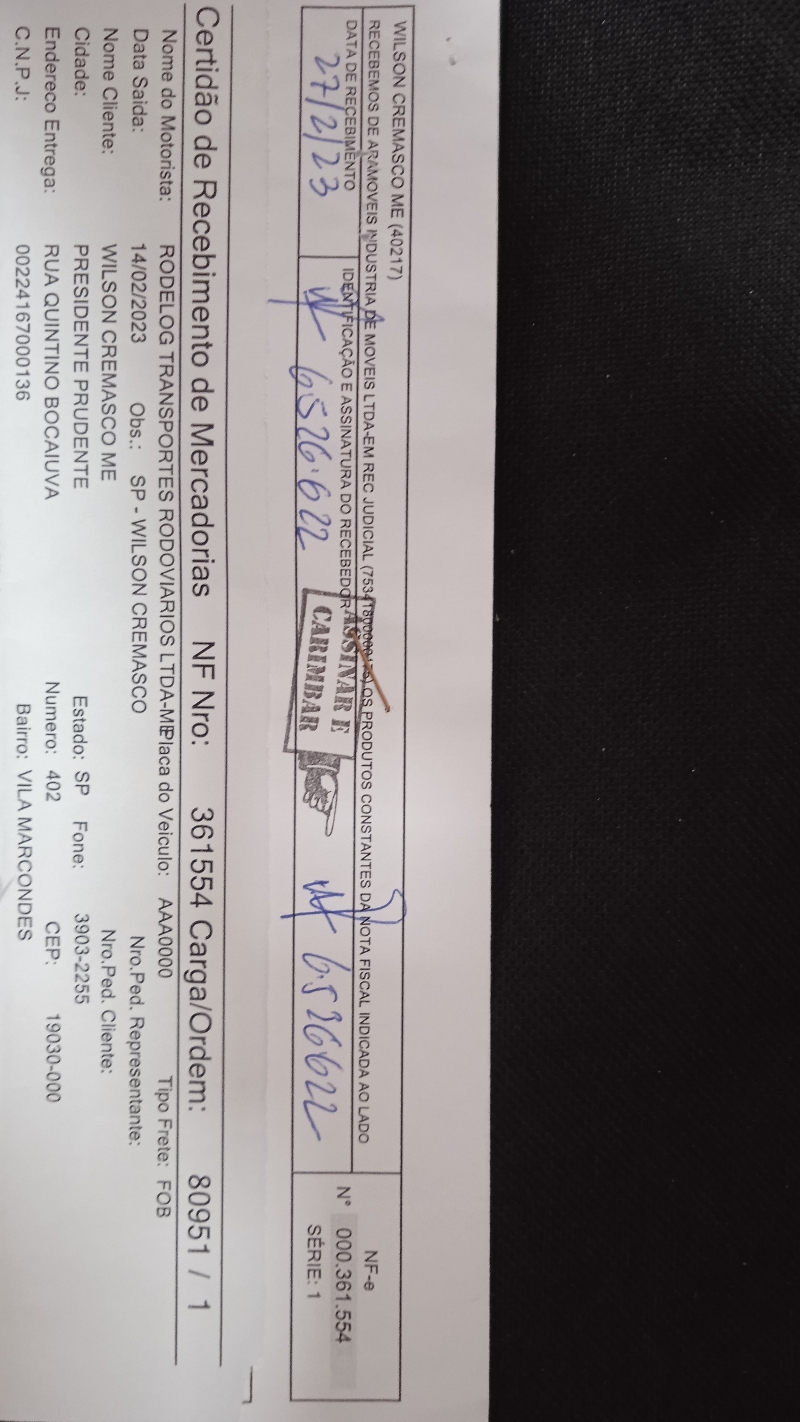 WILSON CREMASCO ME (40217)
RECEBEMOS DE ARAMOVEIS INDUSTRIA DE MOVEIS LTDA-EM REC JUDICIAL OS PRODUTOS CONSTANTES DA NOTA FISCAL INDICADA AO LADO
DATA DE RECEBIMENTO
IDENTIFICAÇÃO E ASSINATURA DO RECEBEDOR
27/2/23
6526.622
ASSINAR E
CARIMBAR
6.526622
NF-e
N° 000.361.554
SÉRIE: 1
Certidão de Recebimento de Mercadorias NF Nro: 361554 Carga/Ordem: 80951 / 1
Nome do Motorista: RODELOG TRANSPORTES RODOVIARIOS LTDA-ME Placa do Veiculo: AAA0000 Tipo Frete: FOB
Data Saida: 14/02/2023 Obs.: SP - WILSON CREMASCO Nro.Ped. Representante:
Nome Cliente: WILSON CREMASCO ME Nro.Ped. Cliente:
Cidade: PRESIDENTE PRUDENTE Estado: SP Fone: 3903-2255
Endereco Entrega: RUA QUINTINO BOCAIUVA Numero: 402 CEP: 19030-000
C.N.P.J: 00224167000136 Bairro: VILA MARCONDES